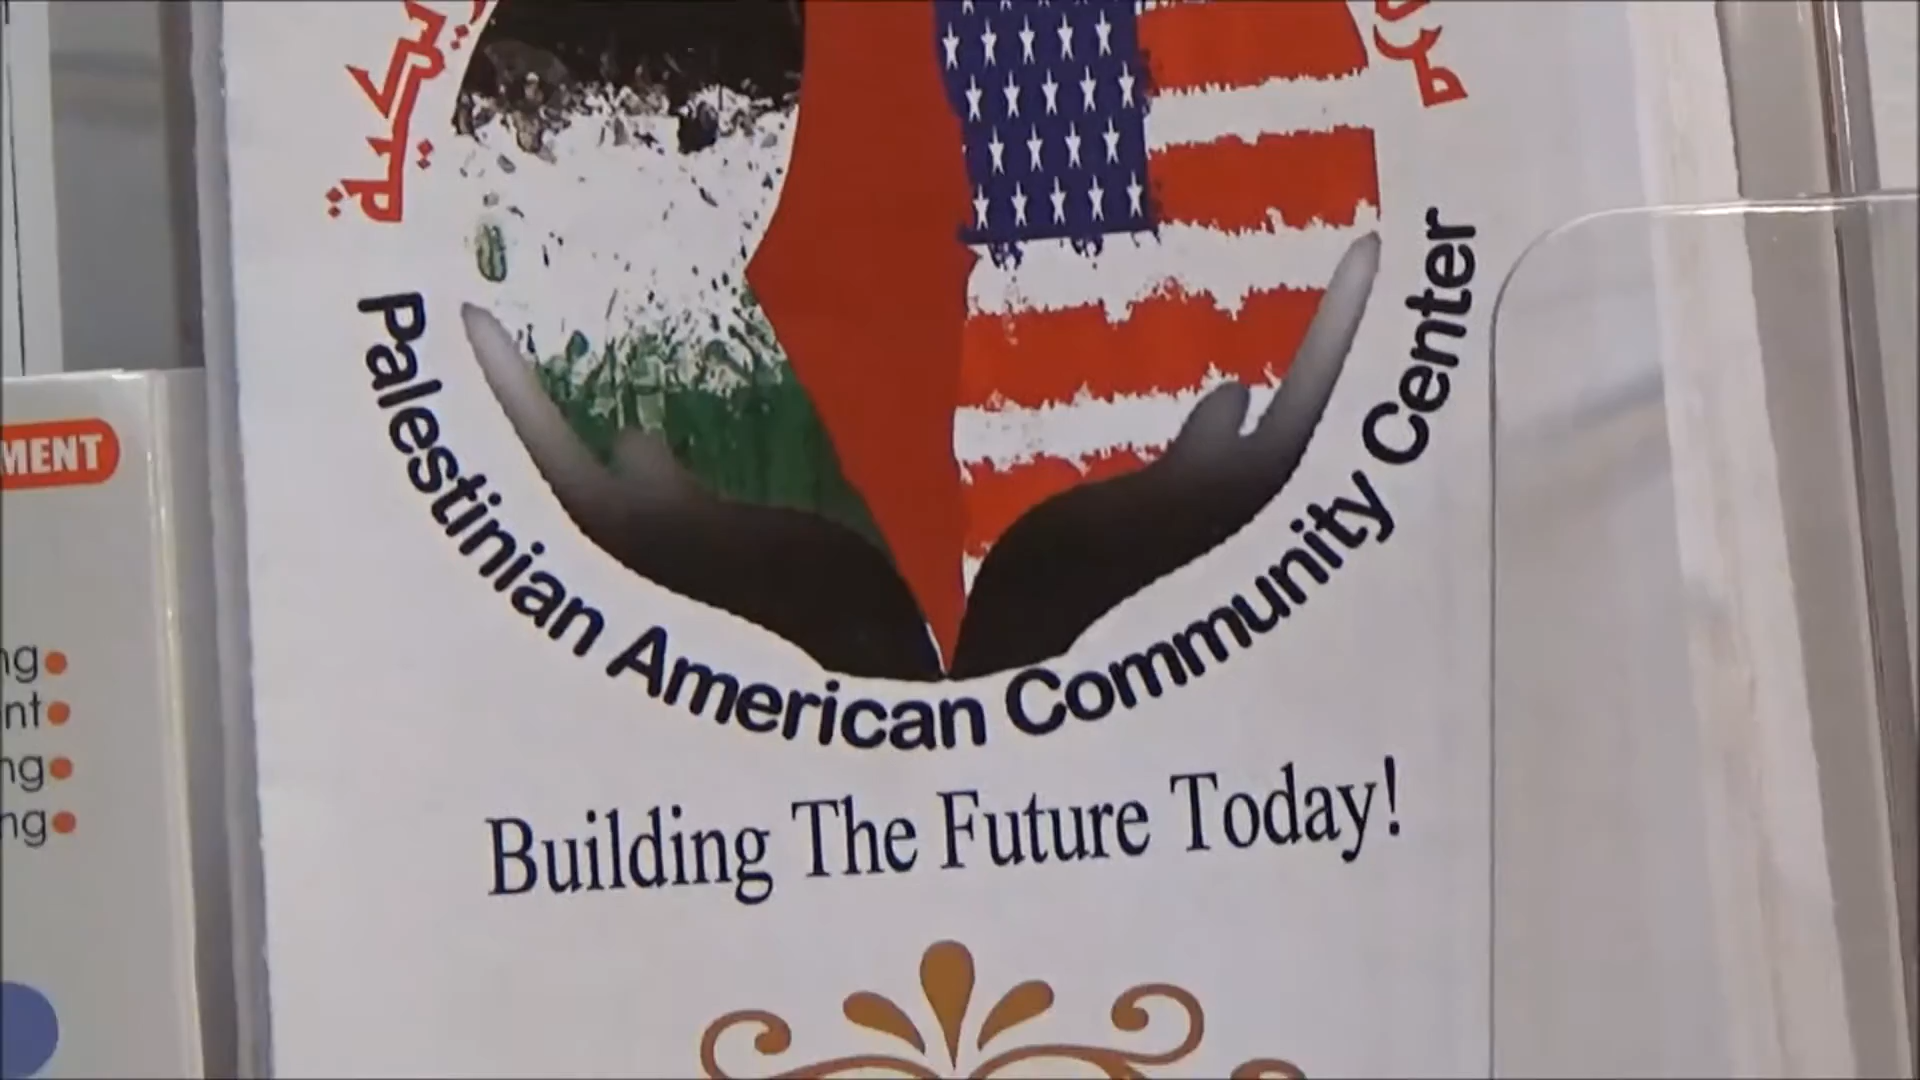 Palestinian American Community Center
Building The Future Today!
MENT
ng
nt
ng
ng